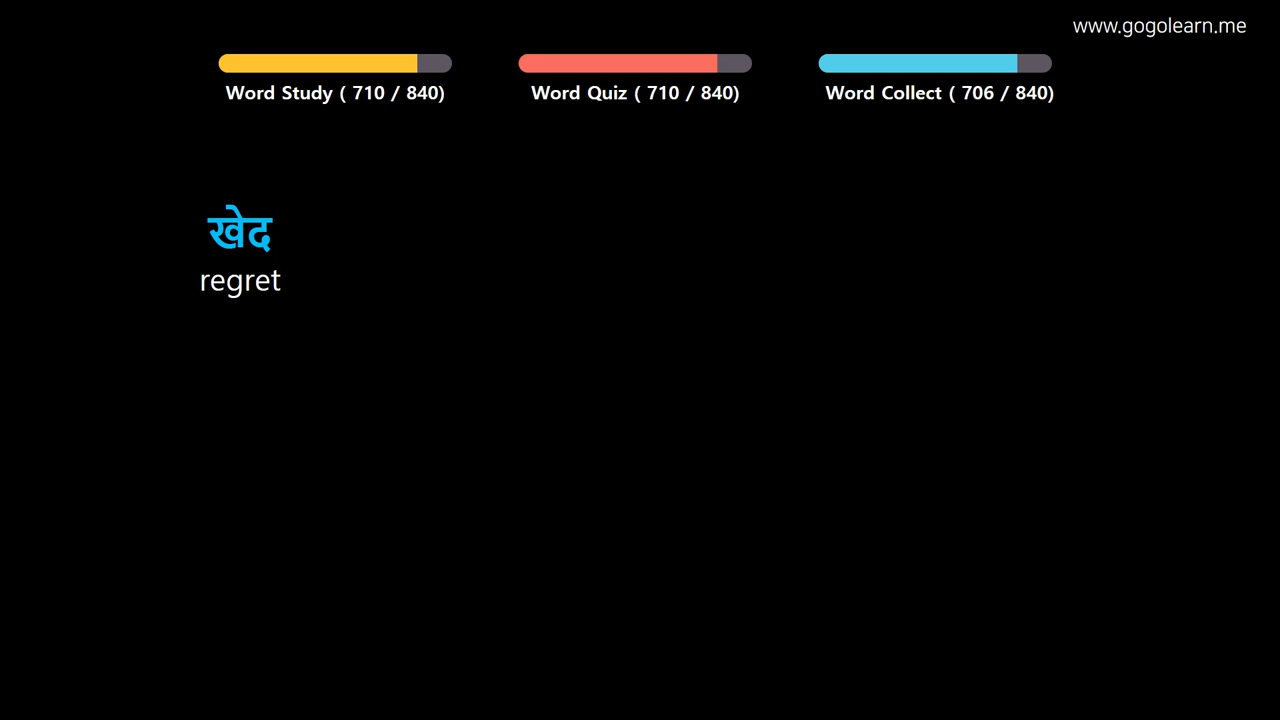 www.gogolearn.me
Word Study ( 710 / 840)
Word Quiz ( 710 / 840)
Word Collect ( 706 / 840)
खेद
regret